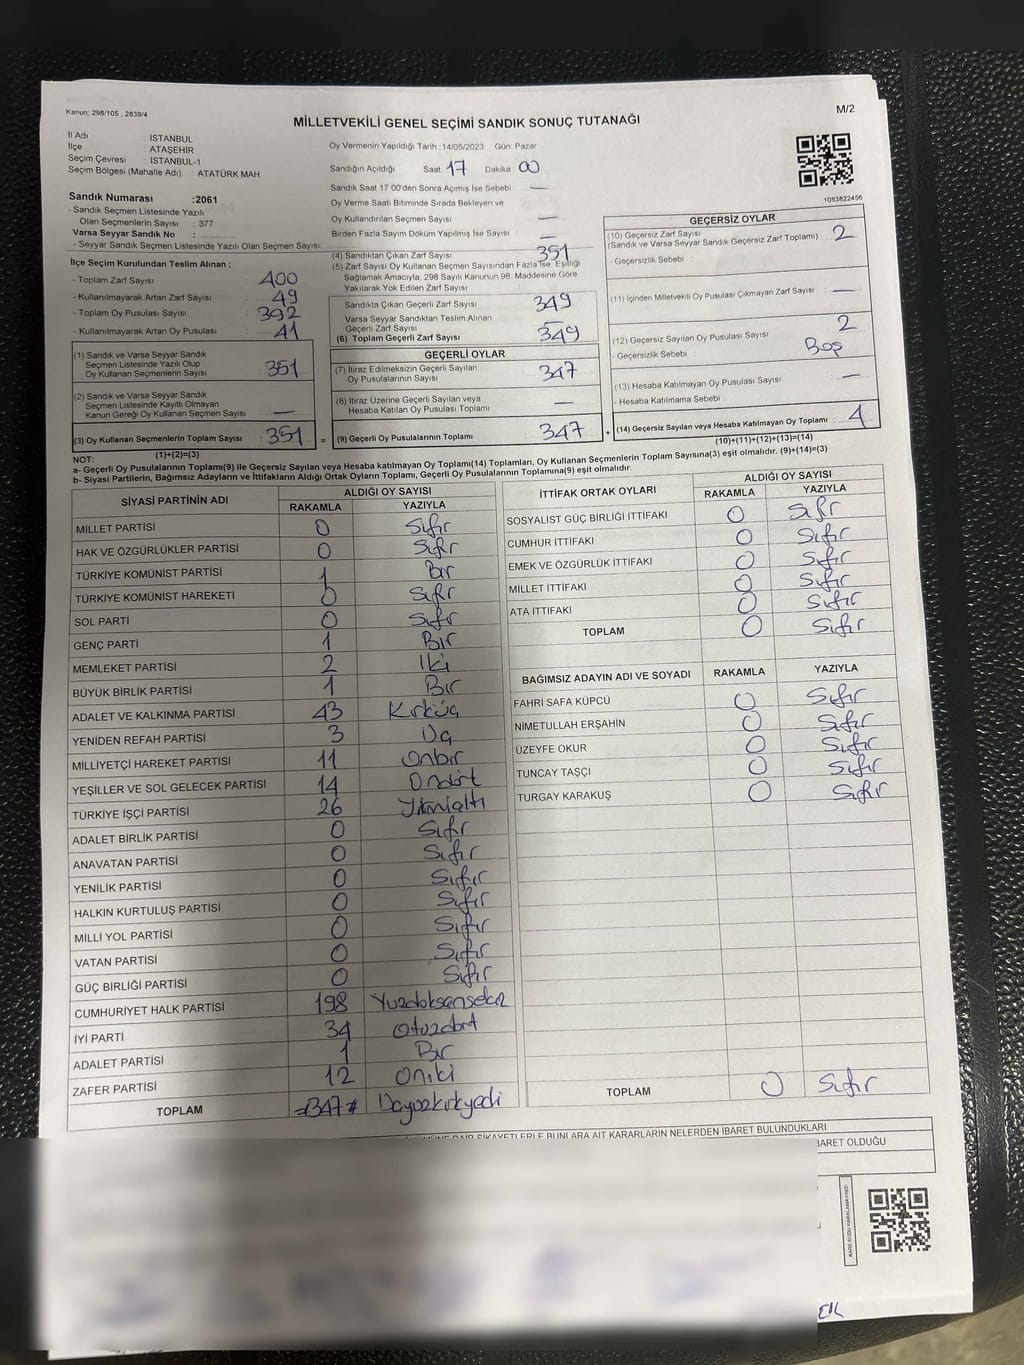 Kanun: 298/105 , 2839/4
M/2
MİLLETVEKİLİ GENEL SEÇİMİ SANDIK SONUÇ TUTANAĞI
İl Adı : İSTANBUL
İlçe : ATAŞEHİR
Seçim Çevresi : İSTANBUL-1
Seçim Bölgesi (Mahalle Adı) : ATATÜRK MAH
Oy Vermenin Yapıldığı Tarih :14/05/2023 Gün: Pazar
Sandığın Açıldığı Saat: 17 Dakika 00
Sandık Saat 17:00'den Sonra Açımış İse Sebebi : —
Oy Verme Saati Bitiminde Sırada Bekleyen ve
Oy Kullandırılan Seçmen Sayısı : —
Birden Fazla Sayım Döküm Yapılmış İse Sayısı : —
1083822456
Sandık Numarası :2061
- Sandık Seçmen Listesinde Yazılı
Olan Seçmenlerin Sayısı : 377
Varsa Seyyar Sandık No :
- Seyyar Sandık Seçmen Listesinde Yazılı Olan Seçmen Sayısı :
İlçe Seçim Kurulundan Teslim Alınan :
- Toplam Zarf Sayısı : 400
- Kullanılmayarak Artan Zarf Sayısı : 49
- Toplam Oy Pusulası Sayısı : 392
- Kullanılmayarak Artan Oy Pusulası : 41
(1) Sandık ve Varsa Seyyar Sandık
Seçmen Listesinde Yazılı Olup
Oy Kullanan Seçmenlerin Sayısı : 351
(2) Sandık ve Varsa Seyyar Sandık
Seçmen Listesinde Kayıtlı Olmayan
Kanun Gereği Oy Kullanan Seçmen Sayısı : —
(3) Oy Kullanan Seçmenlerin Toplam Sayısı : 351
(1)+(2)=(3)
(4) Sandıktan Çıkan Zarf Sayısı : 351
(5) Zarf Sayısı Oy Kullanan Seçmen Sayısından Fazla İse, Eşitliği
Sağlamak Amacıyla; 298 Sayılı Kanunun 98. Maddesine Göre
Yakılarak Yok Edilen Zarf Sayısı :
Sandıkta Çıkan Geçerli Zarf Sayısı : 349
Varsa Seyyar Sandıktan Teslim Alınan
Geçerli Zarf Sayısı : —
(6) Toplam Geçerli Zarf Sayısı : 349
GEÇERLİ OYLAR
(7) İtiraz Edilmeksizin Geçerli Sayılan
Oy Pusulalarının Sayısı : 347
(8) İtiraz Üzerine Geçerli Sayılan veya
Hesaba Katılan Oy Pusulası Toplamı : —
= (9) Geçerli Oy Pusulalarının Toplamı : 347 +
GEÇERSİZ OYLAR
(10) Geçersiz Zarf Sayısı : 2
(Sandık ve Varsa Seyyar Sandık Geçersiz Zarf Toplamı)
- Geçersizlik Sebebi :
(11) İçinden Milletvekili Oy Pusulası Çıkmayan Zarf Sayısı : —
(12) Geçersiz Sayılan Oy Pusulası Sayısı : 2
- Geçersizlik Sebebi : Boş
(13) Hesaba Katılmayan Oy Pusulası Sayısı : —
- Hesaba Katılmama Sebebi :
(14) Geçersiz Sayılan veya Hesaba Katılmayan Oy Toplamı : 4
(10)+(11)+(12)+(13)=(14)
NOT:
a- Geçerli Oy Pusulalarının Toplamı(9) ile Geçersiz Sayılan veya Hesaba katılmayan Oy Toplamı(14) Toplamları, Oy Kullanan Seçmenlerin Toplam Sayısına(3) eşit olmalıdır. (9)+(14)=(3)
b- Siyasi Partilerin, Bağımsız Adayların ve İttifakların Aldığı Ortak Oyların Toplamı, Geçerli Oy Pusulalarının Toplamına(9) eşit olmalıdır.
SİYASİ PARTİNİN ADI ALDIĞI OY SAYISI
RAKAMLA YAZIYLA
MİLLET PARTİSİ 0 Sıfır
HAK VE ÖZGÜRLÜKLER PARTİSİ 0 Sıfır
TÜRKİYE KOMÜNİST PARTİSİ 1 Bir
TÜRKİYE KOMÜNİST HAREKETİ 0 Sıfır
SOL PARTİ 0 Sıfır
GENÇ PARTİ 1 Bir
MEMLEKET PARTİSİ 2 İki
BÜYÜK BİRLİK PARTİSİ 1 Bir
ADALET VE KALKINMA PARTİSİ 43 Kırküç
YENİDEN REFAH PARTİSİ 3 Üç
MİLLİYETÇİ HAREKET PARTİSİ 11 Onbir
YEŞİLLER VE SOL GELECEK PARTİSİ 14 Ondört
TÜRKİYE İŞÇİ PARTİSİ 26 Yirmialtı
ADALET BİRLİK PARTİSİ 0 Sıfır
ANAVATAN PARTİSİ 0 Sıfır
YENİLİK PARTİSİ 0 Sıfır
HALKIN KURTULUŞ PARTİSİ 0 Sıfır
MİLLİ YOL PARTİSİ 0 Sıfır
VATAN PARTİSİ 0 Sıfır
GÜÇ BİRLİĞİ PARTİSİ 0 Sıfır
CUMHURİYET HALK PARTİSİ 198 Yüzdoksansekiz
İYİ PARTİ 34 Otuzdört
ADALET PARTİSİ 1 Bir
ZAFER PARTİSİ 12 Oniki
TOPLAM =347= Üçyüzkırkyedi
İTTİFAK ORTAK OYLARI ALDIĞI OY SAYISI
RAKAMLA YAZIYLA
SOSYALİST GÜÇ BİRLİĞİ İTTİFAKI 0 Sıfır
CUMHUR İTTİFAKI 0 Sıfır
EMEK VE ÖZGÜRLÜK İTTİFAKI 0 Sıfır
MİLLET İTTİFAKI 0 Sıfır
ATA İTTİFAKI 0 Sıfır
TOPLAM 0 Sıfır
BAĞIMSIZ ADAYIN ADI VE SOYADI RAKAMLA YAZIYLA
FAHRİ SAFA KÜPCÜ 0 Sıfır
NİMETULLAH ERŞAHİN 0 Sıfır
ÜZEYFE OKUR 0 Sıfır
TUNCAY TAŞÇI 0 Sıfır
TURGAY KARAKUŞ 0 Sıfır
TOPLAM 0 Sıfır
DAİR ŞİKAYETLERLE BUNLARA AİT KARARLARIN NELERDEN İBARET BULUNDUKLARI
BARET OLDUĞU